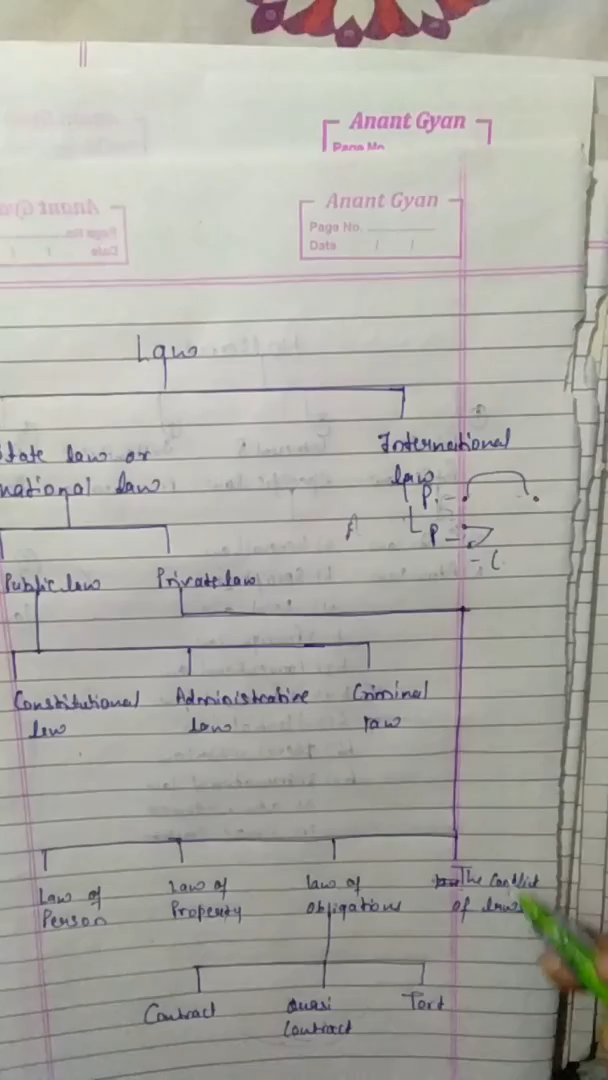 Anant Gyan
Page No.
Anant Gyan
Page No.
Date / /
Law
State law or
national law
International
law
P.
P
Public law
Private law
Constitutional
law
Administrative
law
Criminal
law
Law of
Person
Law of
Property
law of
obligations
The Conflict
of law
Contract
Quasi
Contract
Tort